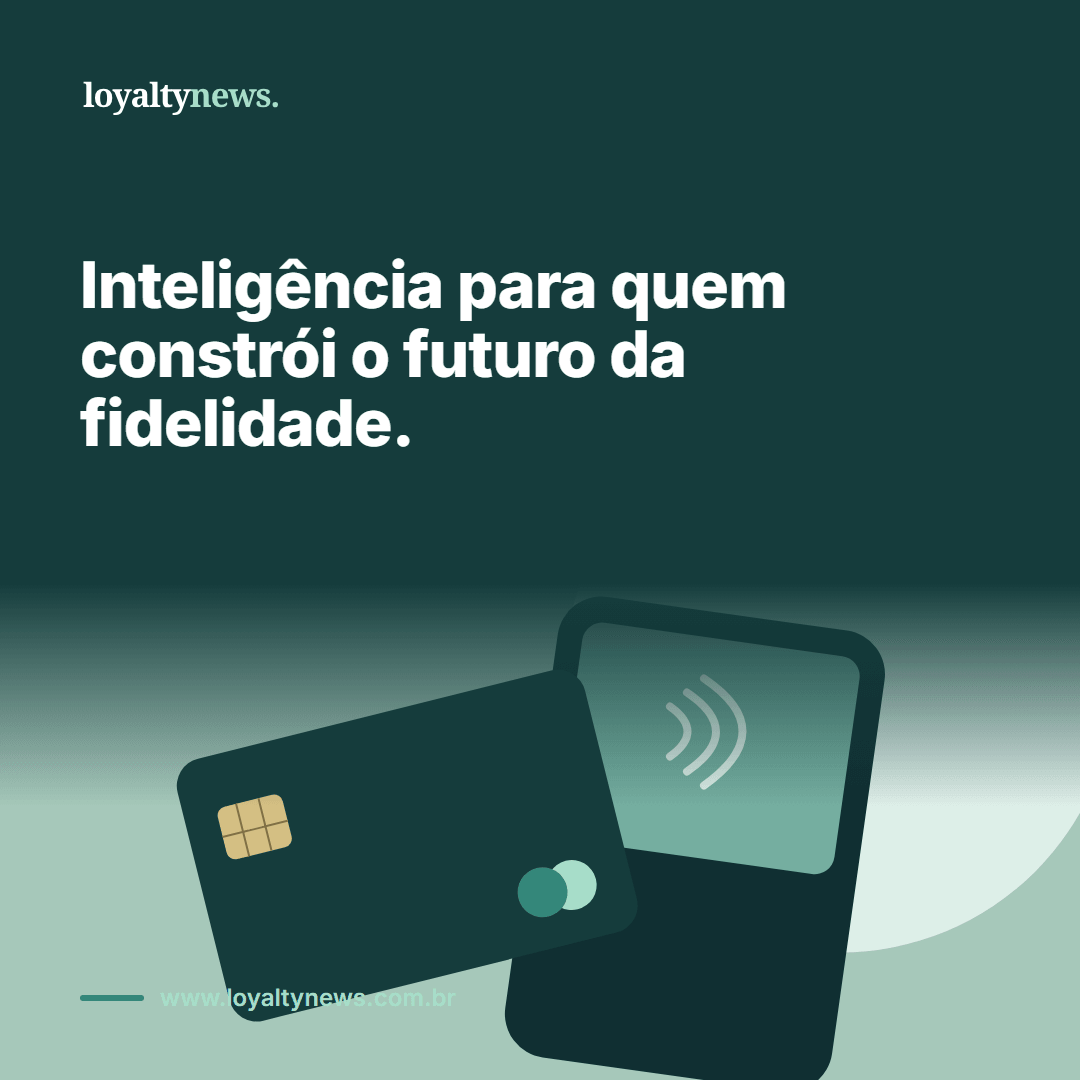 loyaltynews.
Inteligência para quem
constrói o futuro da
fidelidade.
www.loyaltynews.com.br